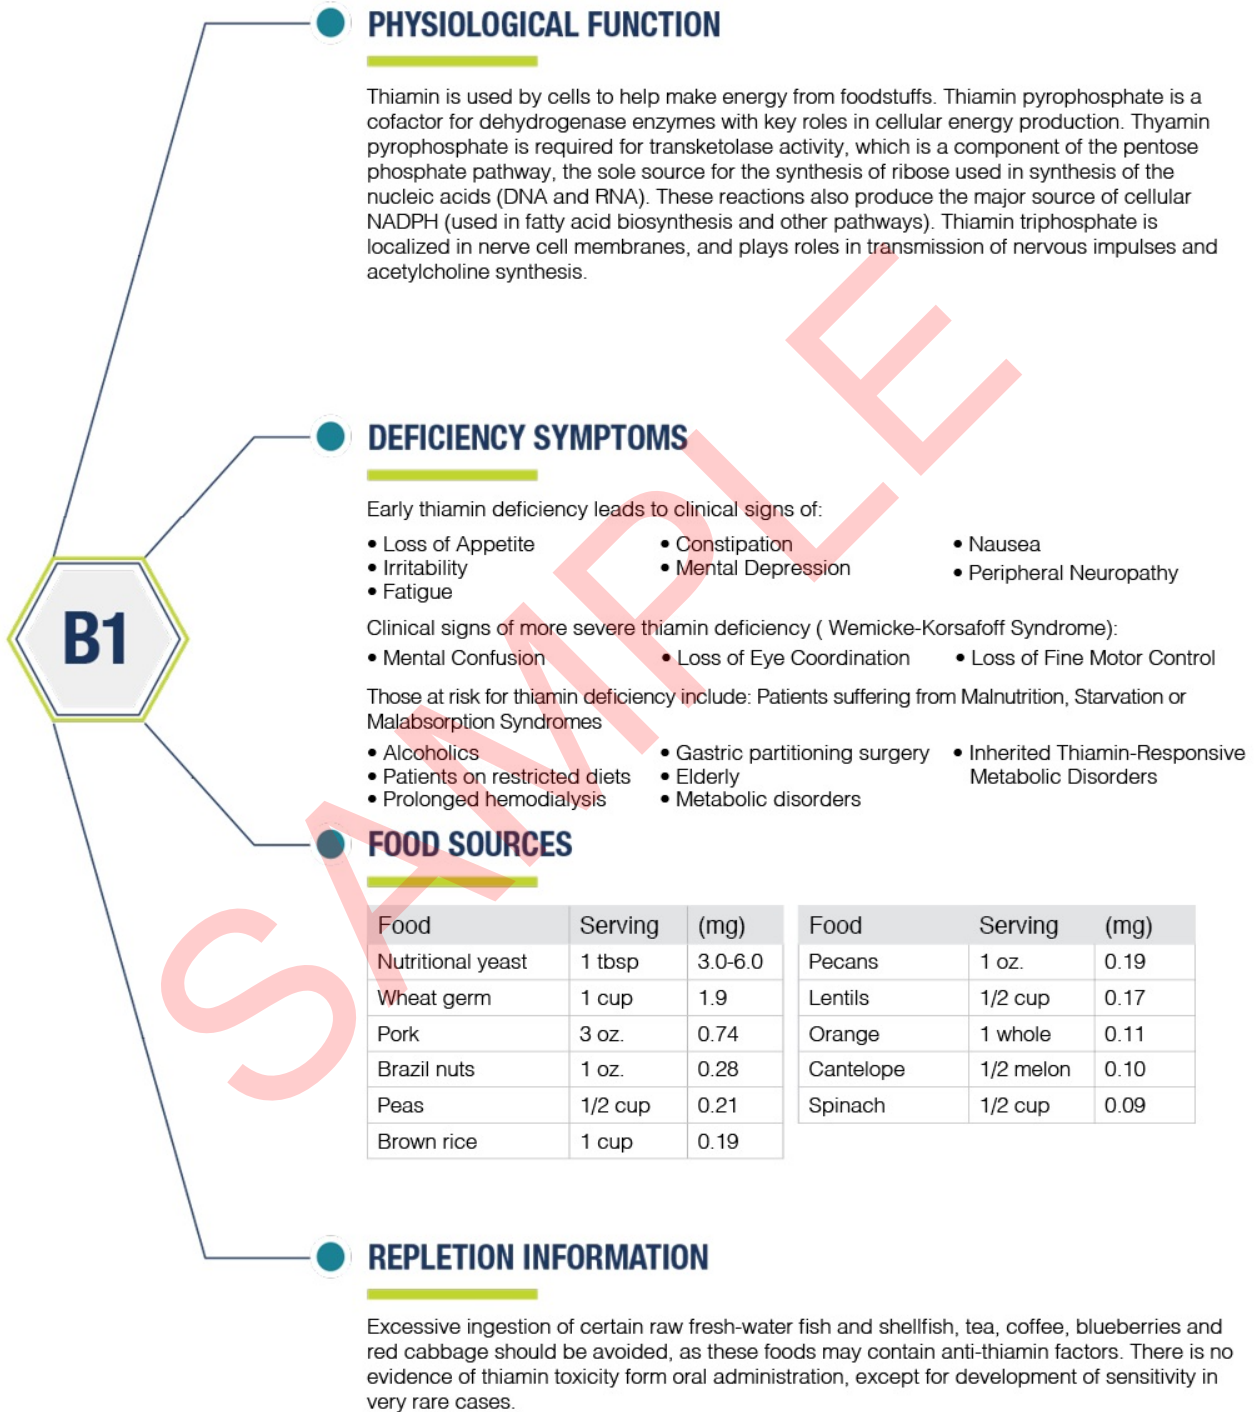 PHYSIOLOGICAL FUNCTION
Thiamin is used by cells to help make energy from foodstuffs. Thiamin pyrophosphate is a
cofactor for dehydrogenase enzymes with key roles in cellular energy production. Thyamin
pyrophosphate is required for transketolase activity, which is a component of the pentose
phosphate pathway, the sole source for the synthesis of ribose used in synthesis of the
nucleic acids (DNA and RNA). These reactions also produce the major source of cellular
NADPH (used in fatty acid biosynthesis and other pathways). Thiamin triphosphate is
localized in nerve cell membranes, and plays roles in transmission of nervous impulses and
acetylcholine synthesis.
B1
DEFICIENCY SYMPTOMS
Early thiamin deficiency leads to clinical signs of:
• Loss of Appetite • Constipation • Nausea
• Irritability • Mental Depression • Peripheral Neuropathy
• Fatigue
Clinical signs of more severe thiamin deficiency ( Wemicke-Korsafoff Syndrome):
• Mental Confusion • Loss of Eye Coordination • Loss of Fine Motor Control
Those at risk for thiamin deficiency include: Patients suffering from Malnutrition, Starvation or
Malabsorption Syndromes
• Alcoholics • Gastric partitioning surgery • Inherited Thiamin-Responsive
• Patients on restricted diets • Elderly Metabolic Disorders
• Prolonged hemodialysis • Metabolic disorders
FOOD SOURCES
Food Serving (mg) Food Serving (mg)
Nutritional yeast 1 tbsp 3.0-6.0 Pecans 1 oz. 0.19
Wheat germ 1 cup 1.9 Lentils 1/2 cup 0.17
Pork 3 oz. 0.74 Orange 1 whole 0.11
Brazil nuts 1 oz. 0.28 Cantelope 1/2 melon 0.10
Peas 1/2 cup 0.21 Spinach 1/2 cup 0.09
Brown rice 1 cup 0.19
REPLETION INFORMATION
Excessive ingestion of certain raw fresh-water fish and shellfish, tea, coffee, blueberries and
red cabbage should be avoided, as these foods may contain anti-thiamin factors. There is no
evidence of thiamin toxicity form oral administration, except for development of sensitivity in
very rare cases.
SAMPLE